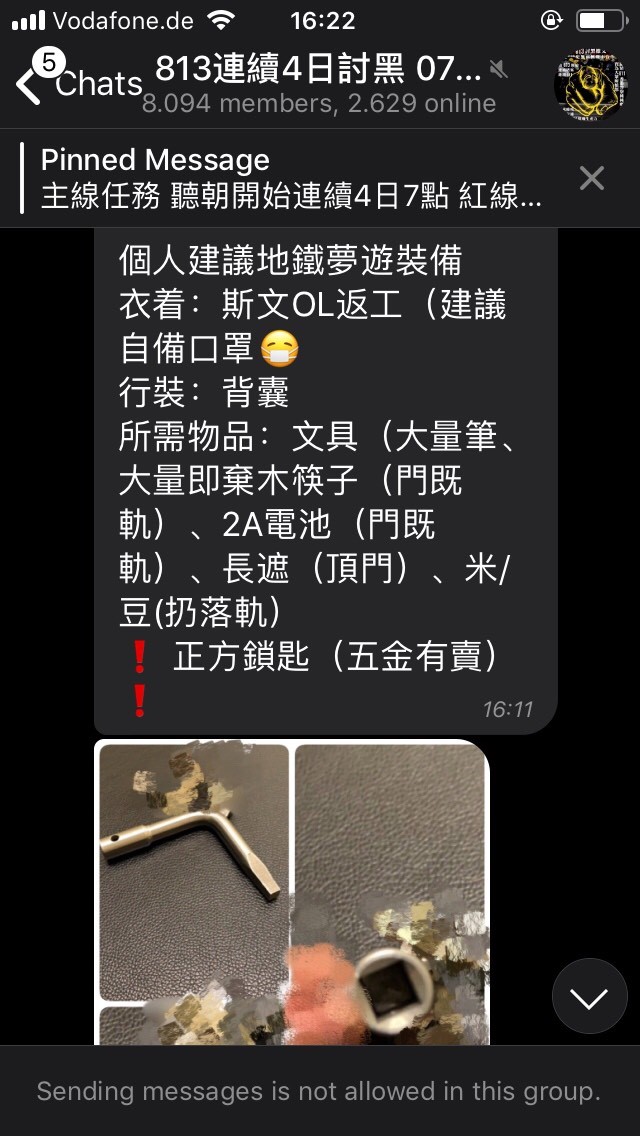 Vodafone.de 16:22
5
Chats 813連續4日討黑 07...
8.094 members, 2.629 online
Pinned Message
主線任務 聽朝開始連續4日7點 紅線...
個人建議地鐵夢遊裝備
衣着：斯文OL返工（建議
自備口罩😷
行裝：背囊
所需物品：文具（大量筆、
大量即棄木筷子（門既
軌）、2A電池（門既
軌）、長遮（頂門）、米/
豆(扔落軌）
❗ 正方鎖匙（五金有賣）
❗
16:11
Sending messages is not allowed in this group.